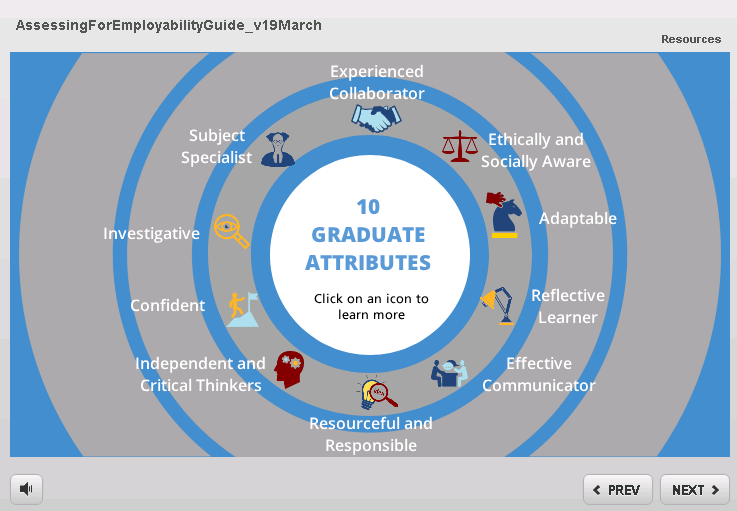 AssessingForEmployabilityGuide_v19March
Resources
Experienced
Collaborator
Subject
Specialist
Ethically and
Socially Aware
10
GRADUATE
ATTRIBUTES
Adaptable
Investigative
Click on an icon to
learn more
Confident
Reflective
Learner
Independent and
Critical Thinkers
Effective
Communicator
Resourceful and
Responsible
PREV
NEXT